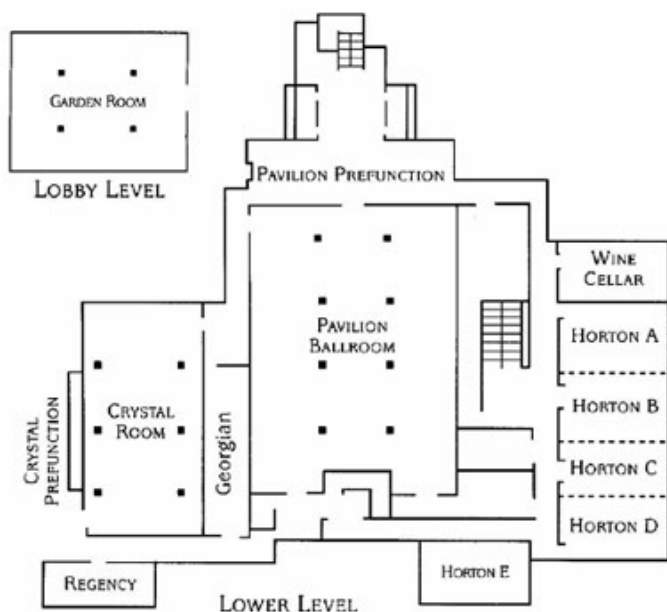 GARDEN ROOM
LOBBY LEVEL
PAVILION PREFUNCTION
WINE
CELLAR
PAVILION
BALLROOM
HORTON A
HORTON B
HORTON C
HORTON D
CRYSTAL
PREFUNCTION
CRYSTAL
ROOM
Georgian
REGENCY
HORTON E
LOWER LEVEL